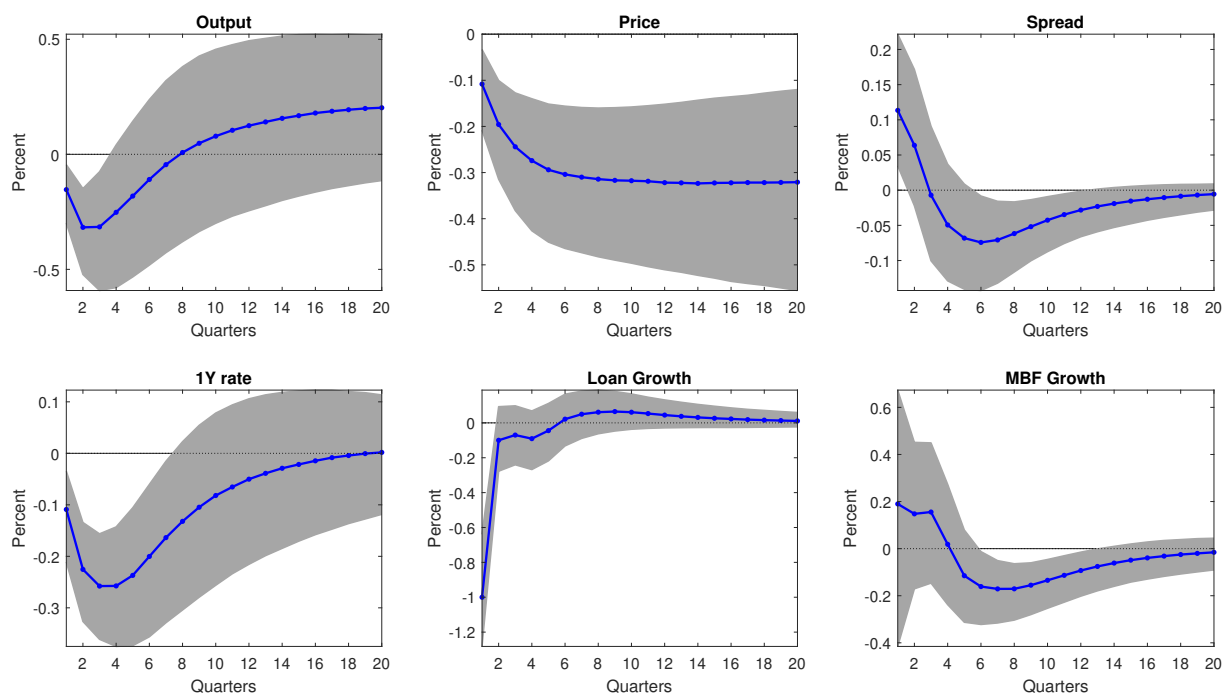 Output
Price
Spread
0.5
0
-0.5
Percent
2 4 6 8 10 12 14 16 18 20
Quarters
0
-0.1
-0.2
-0.3
-0.4
-0.5
Percent
2 4 6 8 10 12 14 16 18 20
Quarters
0.2
0.15
0.1
0.05
0
-0.05
-0.1
Percent
2 4 6 8 10 12 14 16 18 20
Quarters
1Y rate
Loan Growth
MBF Growth
0.1
0
-0.1
-0.2
-0.3
Percent
2 4 6 8 10 12 14 16 18 20
Quarters
0
-0.2
-0.4
-0.6
-0.8
-1
-1.2
Percent
2 4 6 8 10 12 14 16 18 20
Quarters
0.6
0.4
0.2
0
-0.2
-0.4
Percent
2 4 6 8 10 12 14 16 18 20
Quarters